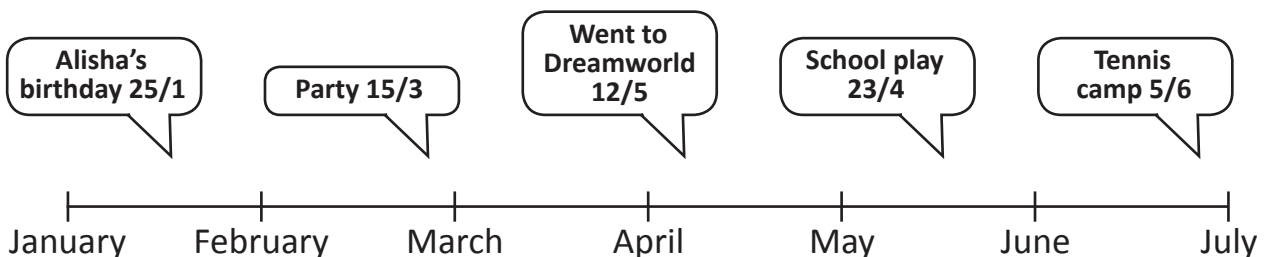 Alisha’s
birthday 25/1
Party 15/3
Went to
Dreamworld
12/5
School play
23/4
Tennis
camp 5/6
January February March April May June July